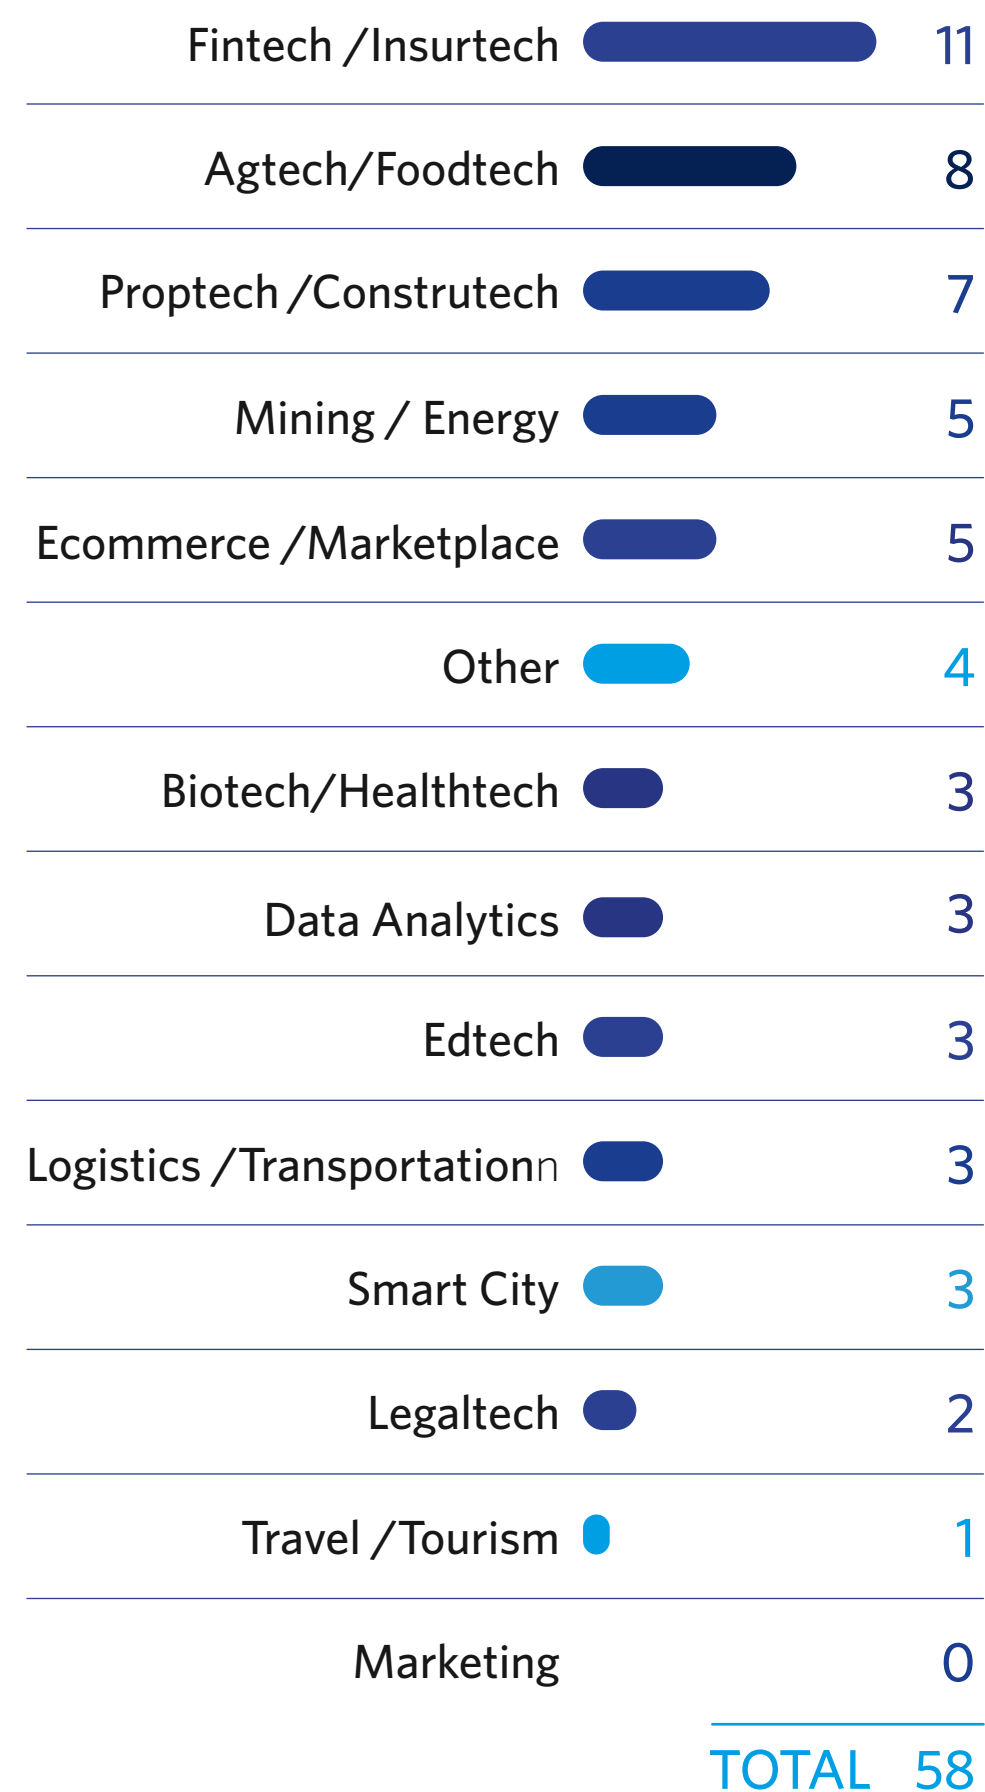 Fintech /Insurtech 11
Agtech/Foodtech 8
Proptech /Construtech 7
Mining / Energy 5
Ecommerce /Marketplace 5
Other 4
Biotech/Healthtech 3
Data Analytics 3
Edtech 3
Logistics /Transportationn 3
Smart City 3
Legaltech 2
Travel /Tourism 1
Marketing 0
TOTAL 58